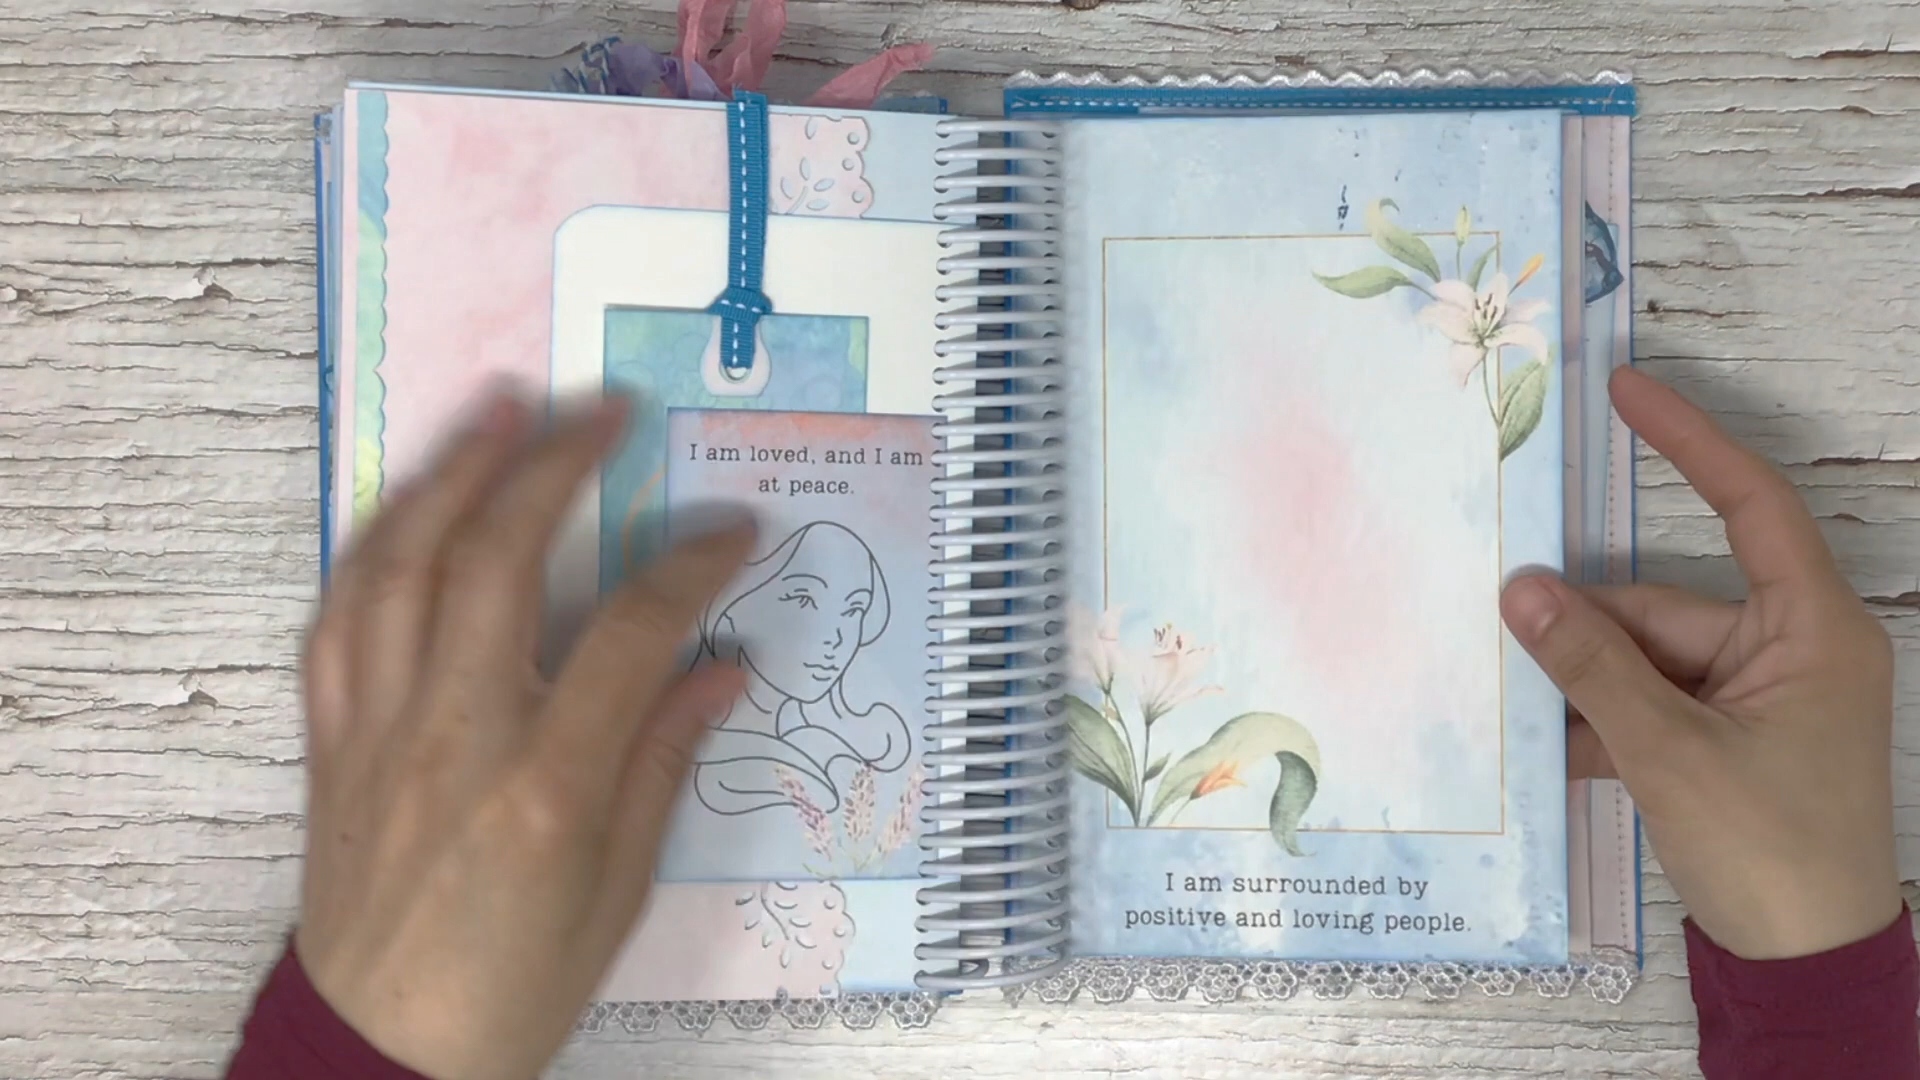 I am loved, and I am
at peace.
I am surrounded by
positive and loving people.